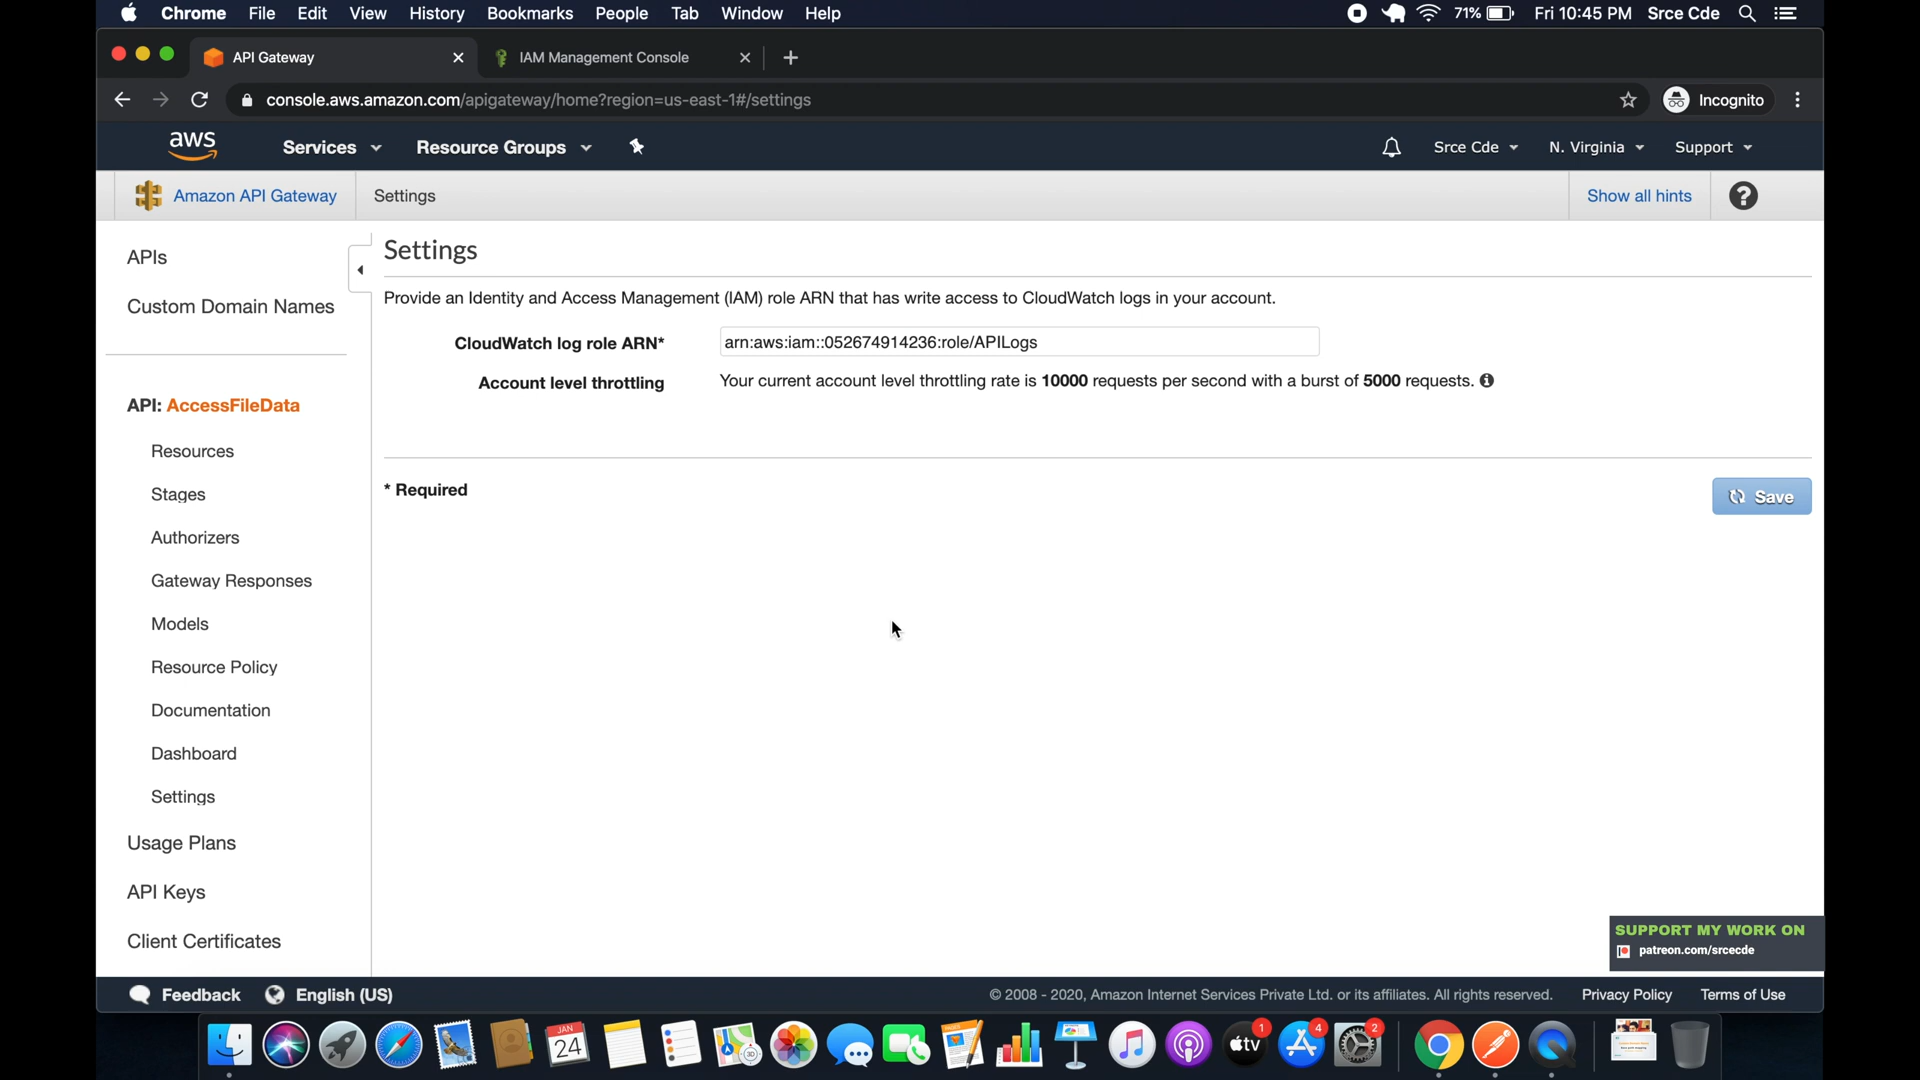 Chrome File Edit View History Bookmarks People Tab Window Help 71% Fri 10:45 PM Srce Cde
API Gateway IAM Management Console
console.aws.amazon.com/apigateway/home?region=us-east-1#/settings Incognito
aws Services Resource Groups Srce Cde N. Virginia Support
Amazon API Gateway Settings Show all hints ?
APIs
Custom Domain Names
API: AccessFileData
Resources
Stages
Authorizers
Gateway Responses
Models
Resource Policy
Documentation
Dashboard
Settings
Usage Plans
API Keys
Client Certificates
Settings
Provide an Identity and Access Management (IAM) role ARN that has write access to CloudWatch logs in your account.
CloudWatch log role ARN* arn:aws:iam::052674914236:role/APILogs
Account level throttling Your current account level throttling rate is 10000 requests per second with a burst of 5000 requests.
* Required Save
SUPPORT MY WORK ON
patreon.com/srcecde
Feedback English (US) © 2008 - 2020, Amazon Internet Services Private Ltd. or its affiliates. All rights reserved. Privacy Policy Terms of Use
JAN
24
tv 1 4 2